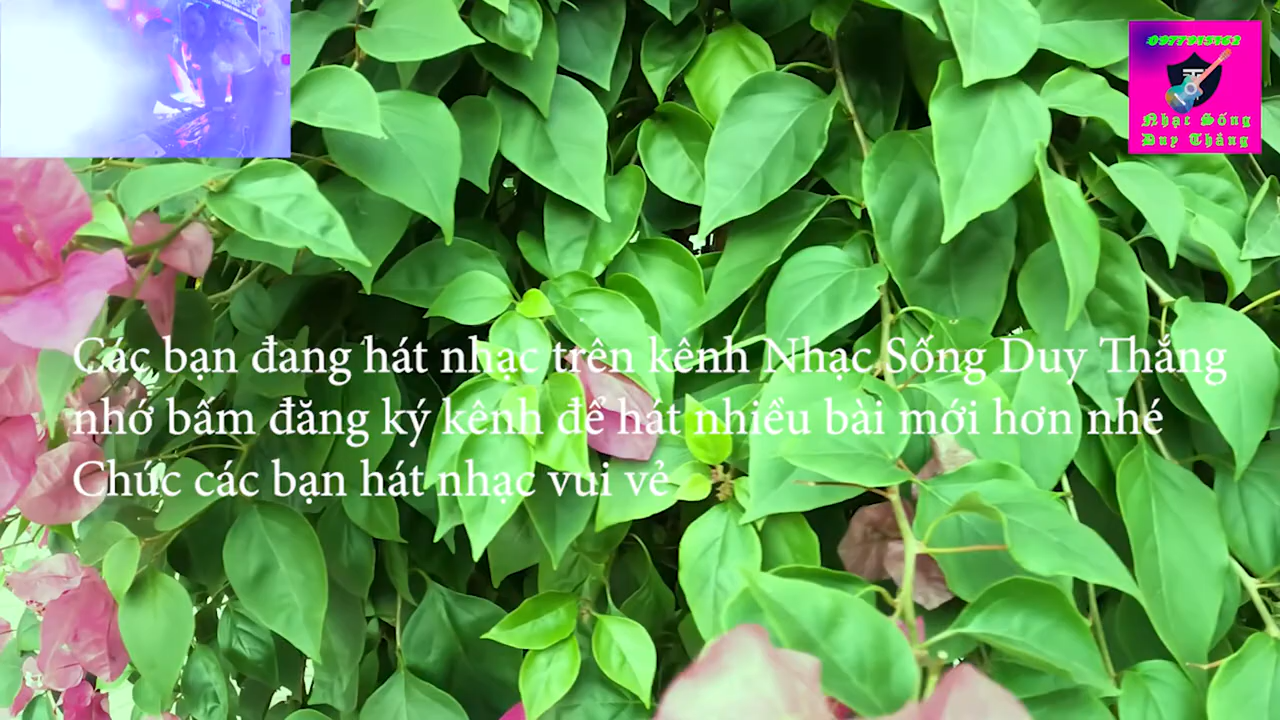 Nhạc Sống
Duy Thắng
Các bạn đang hát nhạc trên kênh Nhạc Sống Duy Thắng
nhớ bấm đăng ký kênh để hát nhiều bài mới hơn nhé
Chúc các bạn hát nhạc vui vẻ